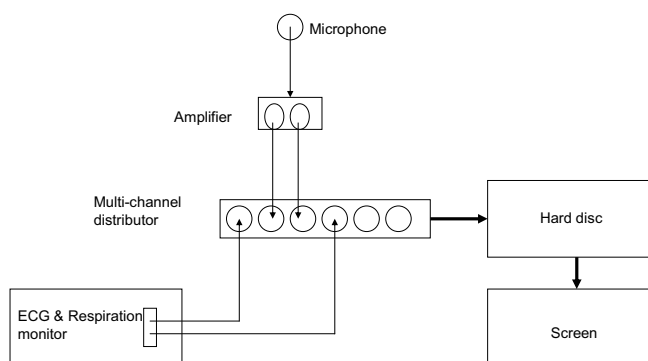 Microphone
Amplifier
Multi-channel
distributor
Hard disc
ECG & Respiration
monitor
Screen